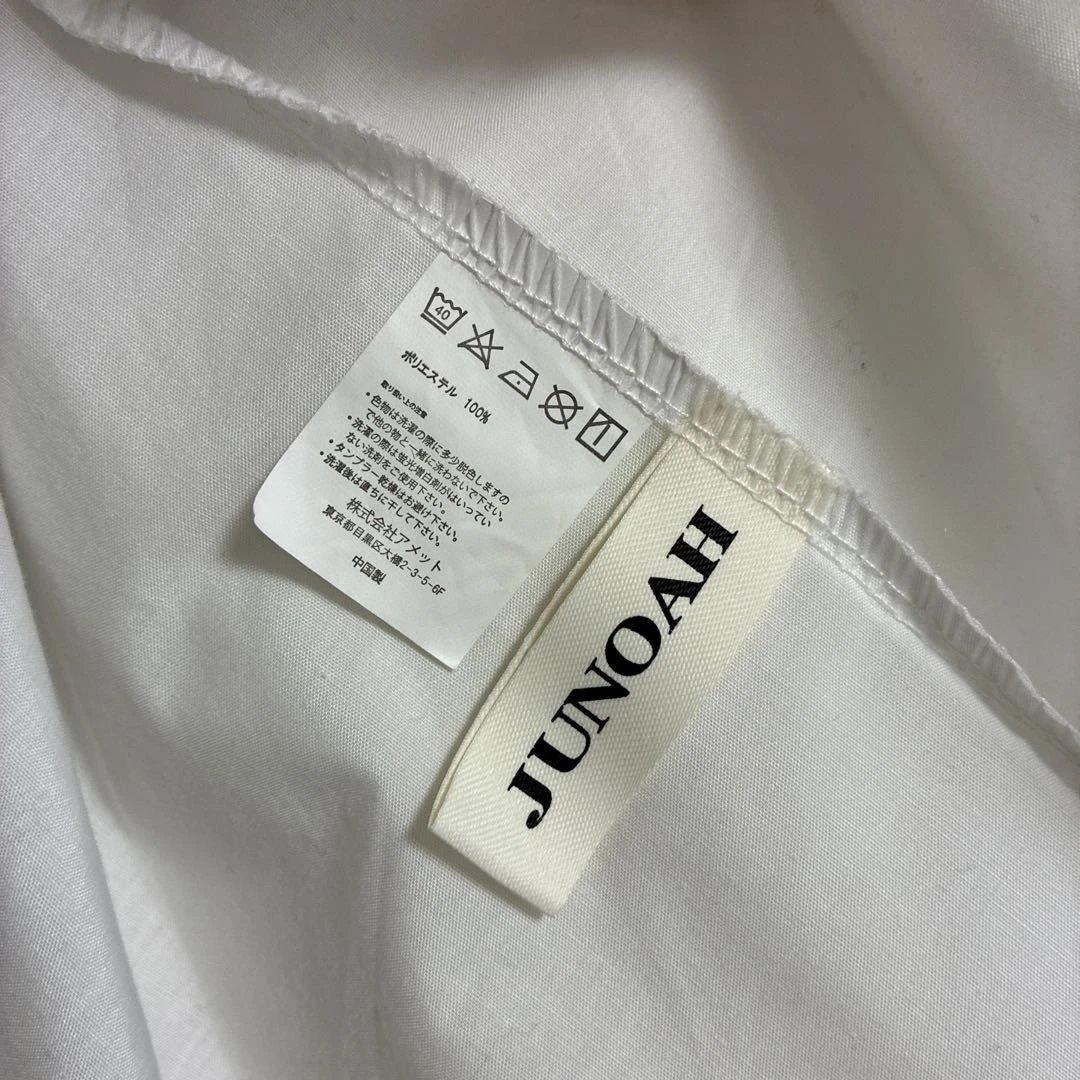 40
ポリエステル 100%
取り扱い上の注意
・色物は洗濯の際に多少脱色しますの
で他の物と一緒に洗わないで下さい。
・洗濯の際は蛍光増白剤がはいってい
ない洗剤をご使用下さい。
・タンブラー乾燥はお避け下さい。
・洗濯後は直ちに干して下さい。
株式会社アメット
東京都目黒区大橋2-3-5-6F
中国製
JUNOAH